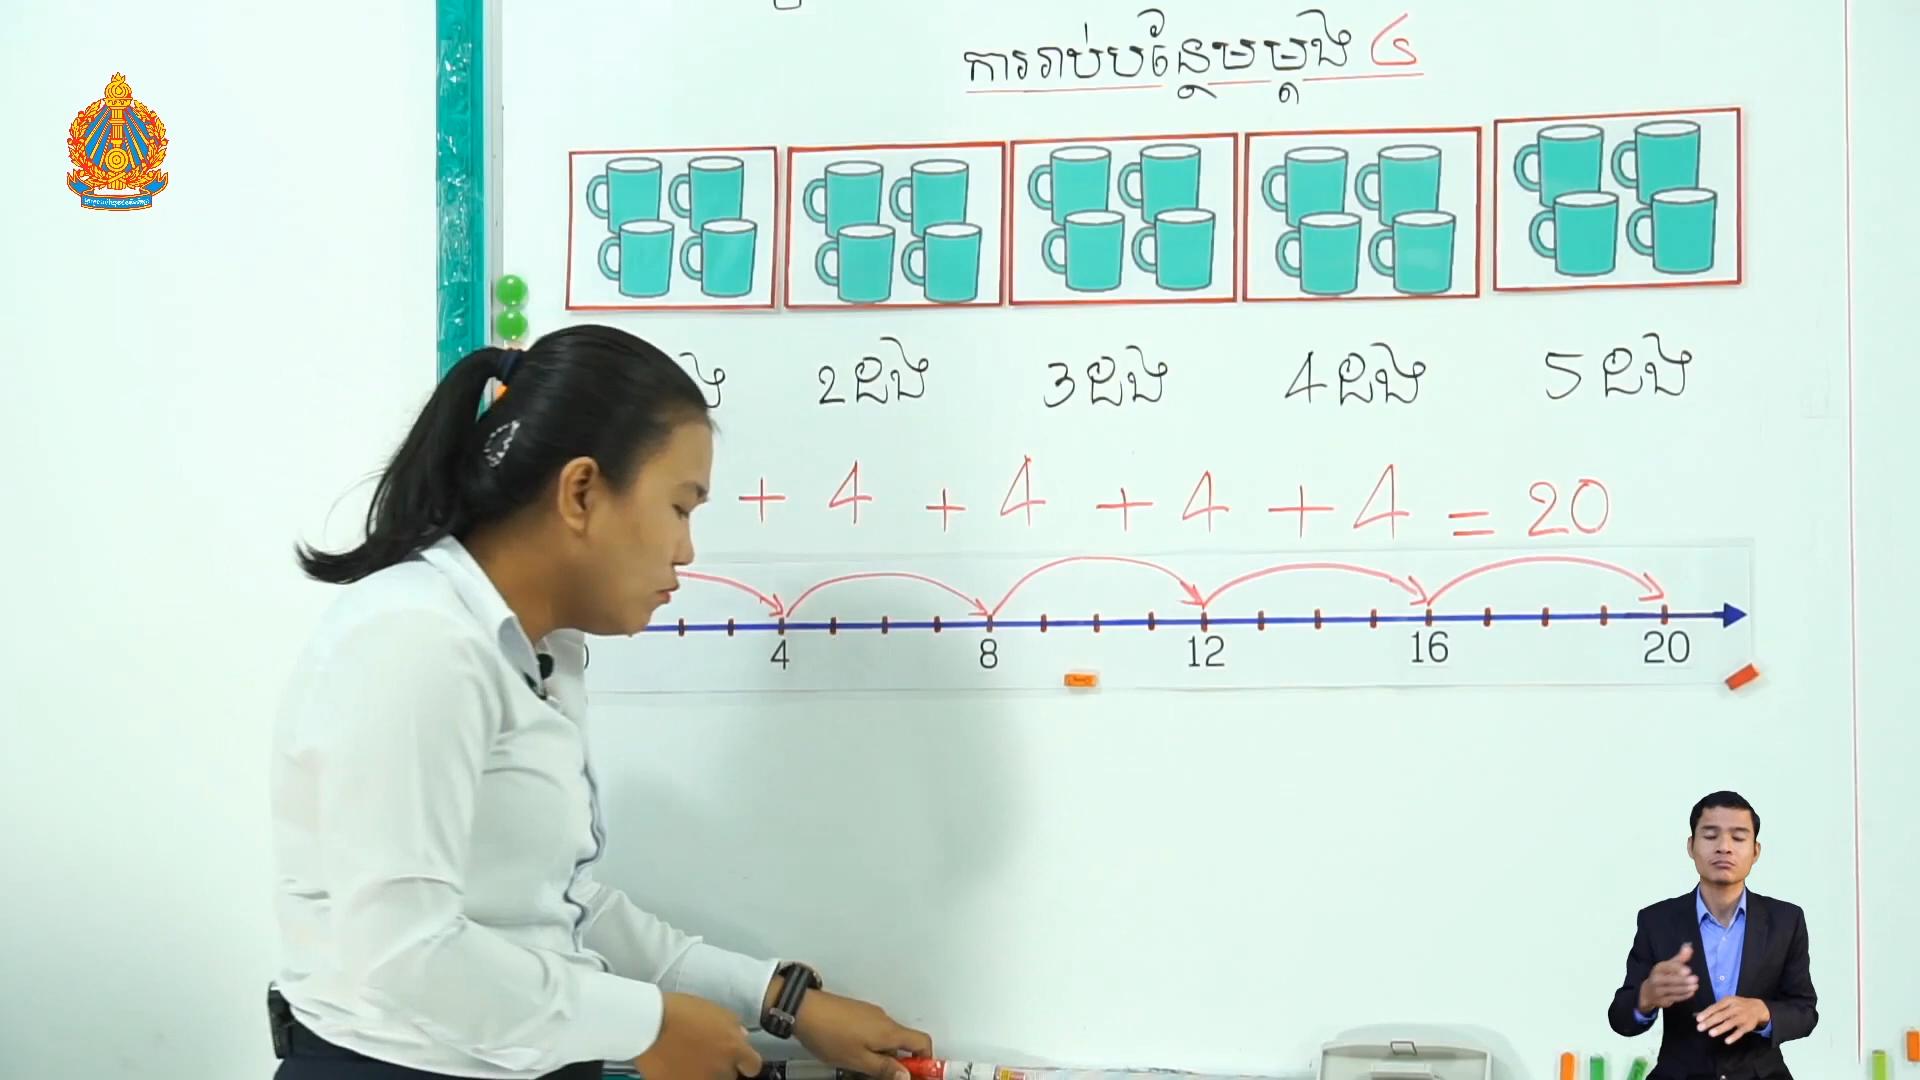 ការរាប់បន្ថែមម្ដង ៤
2ដង 3ដង 4ដង 5ដង
+ 4 + 4 + 4 + 4 = 20
4 8 12 16 20